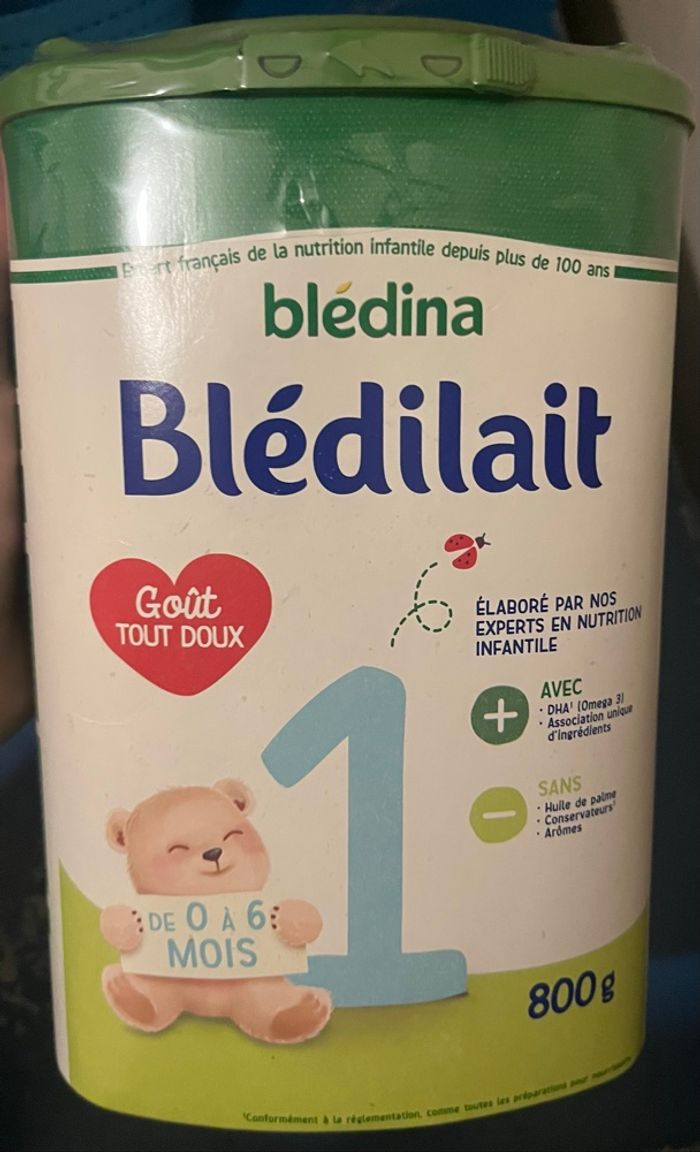 français de la nutrition infantile depuis plus de 100 ans
blédina
Blédilait
Goût
TOUT DOUX
ÉLABORÉ PAR NOS
EXPERTS EN NUTRITION
INFANTILE
AVEC
· DHA¹ (Omega 3)
· Association unique
d'ingrédients
SANS
· Huile de palme
· Conservateurs¹
· Arômes
1
DE 0 À 6
MOIS
800 g
¹Conformément à la réglementation, comme toutes les préparations pour nourrissons